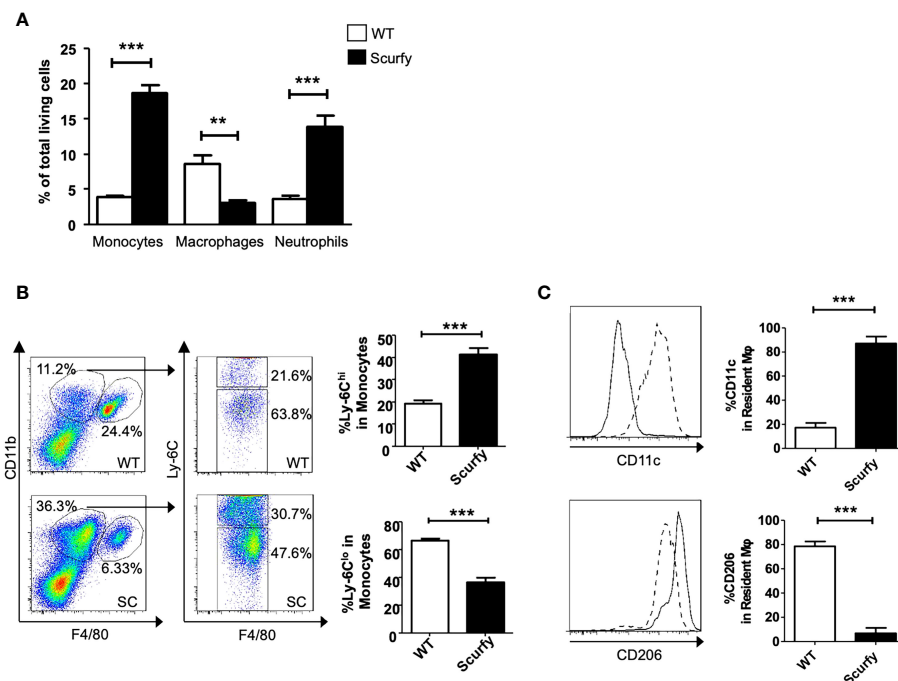 A
WT
Scurfy
% of total living cells
25
20
15
10
5
0
***
**
***
Monocytes Macrophages Neutrophils
B
CD11b
11.2%
24.4%
WT
36.3%
6.33%
SC
F4/80
Ly-6C
21.6%
63.8%
WT
30.7%
47.6%
SC
F4/80
%Ly-6Chi
in Monocytes
50
40
30
20
10
0
***
WT
Scurfy
%Ly-6Clo in
Monocytes
80
60
40
20
0
***
WT
Scurfy
C
CD11c
%CD11c
in Resident Mφ
100
80
60
40
20
0
***
WT
Scurfy
CD206
%CD206
in Resident Mφ
100
80
60
40
20
0
***
WT
Scurfy